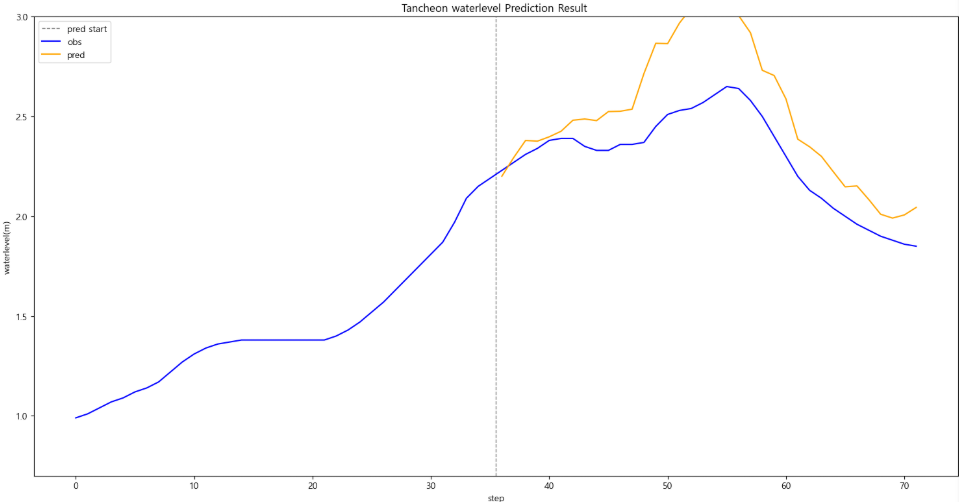 Tancheon waterlevel Prediction Result
pred start
obs
pred
waterlevel(m)
3.0
2.5
2.0
1.5
1.0
0
10
20
30
40
50
60
70
step